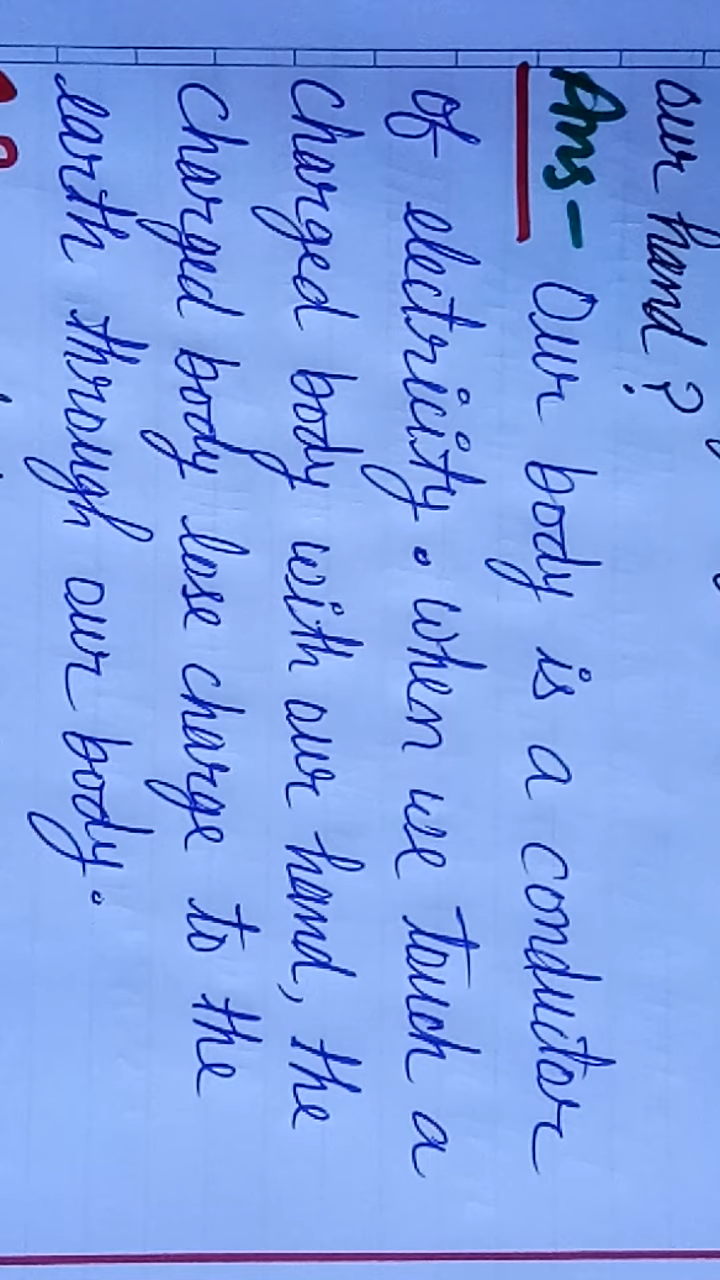 our hand?
Ans- Our body is a conductor
of electricity. when we touch a
charged body with our hand, the
charged body lose charge to the
earth through our body.